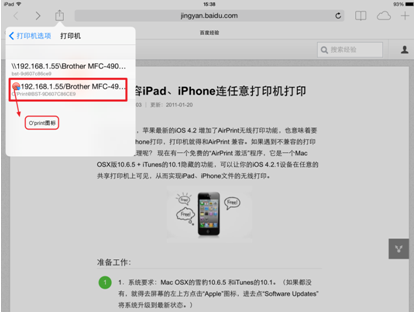 iPad
15:38
93%
jingyan.baidu.com
百度经验
搜索经验
打印机选项 打印机
\\192.168.1.55\Brother MFC-490...
192.168.1.55/Brother MFC-49...
O'print图标
容iPad、iPhone连任意打印机打印
更新：2011-01-20
，苹果最新的iOS 4.2 增加了AirPrint无线打印功能，也意味着要
hone打印，打印机就得和AirPrint 兼容。如果遇到不兼容的打印
理呢？ 现在有一个免费的“AirPrint 激活”程序，它是一个Mac
OSX版10.6.5 + iTunes的10.1隐藏的功能，可以让你的iOS 4.2.1设备在任意的
共享打印机上可见，从而实现iPad、iPhone文件的无线打印。
Free!
Free!
Free!
准备工作：
1 1．系统要求：Mac OSX的雪豹10.6.5 和iTunes的10.1。（如果都没
有，就得去屏幕的左上方点击“Apple”图标，进去点“Software Updates”
将系统升级到最新状态。）